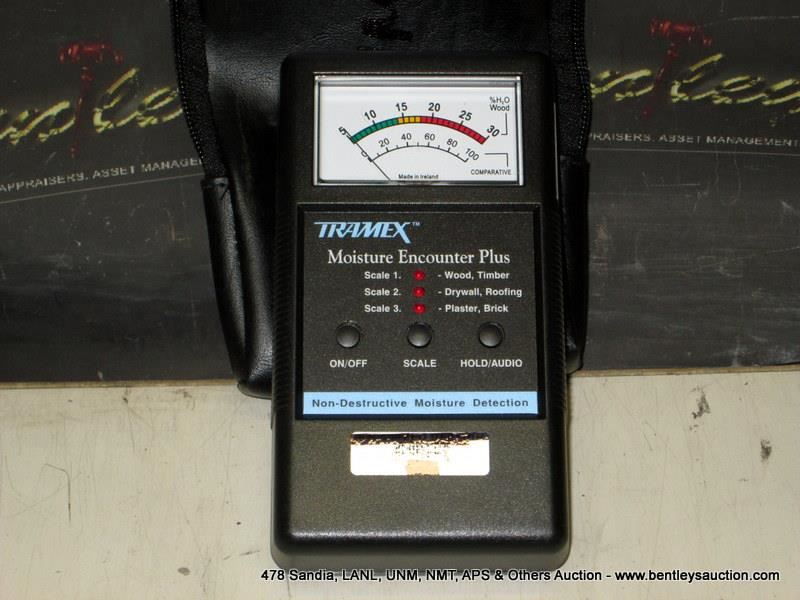 %H₂O
Wood
5 10 15 20 25 30
0 20 40 60 80 100
Made in Ireland
COMPARATIVE
APPRAISERS, ASSET MANAGE
PRAISERS, ASSET MANAGEMENT
TRAMEX™
Moisture Encounter Plus
Scale 1. - Wood, Timber
Scale 2. - Drywall, Roofing
Scale 3. - Plaster, Brick
ON/OFF SCALE HOLD/AUDIO
Non-Destructive Moisture Detection
478 Sandia, LANL, UNM, NMT, APS & Others Auction - www.bentleysauction.com